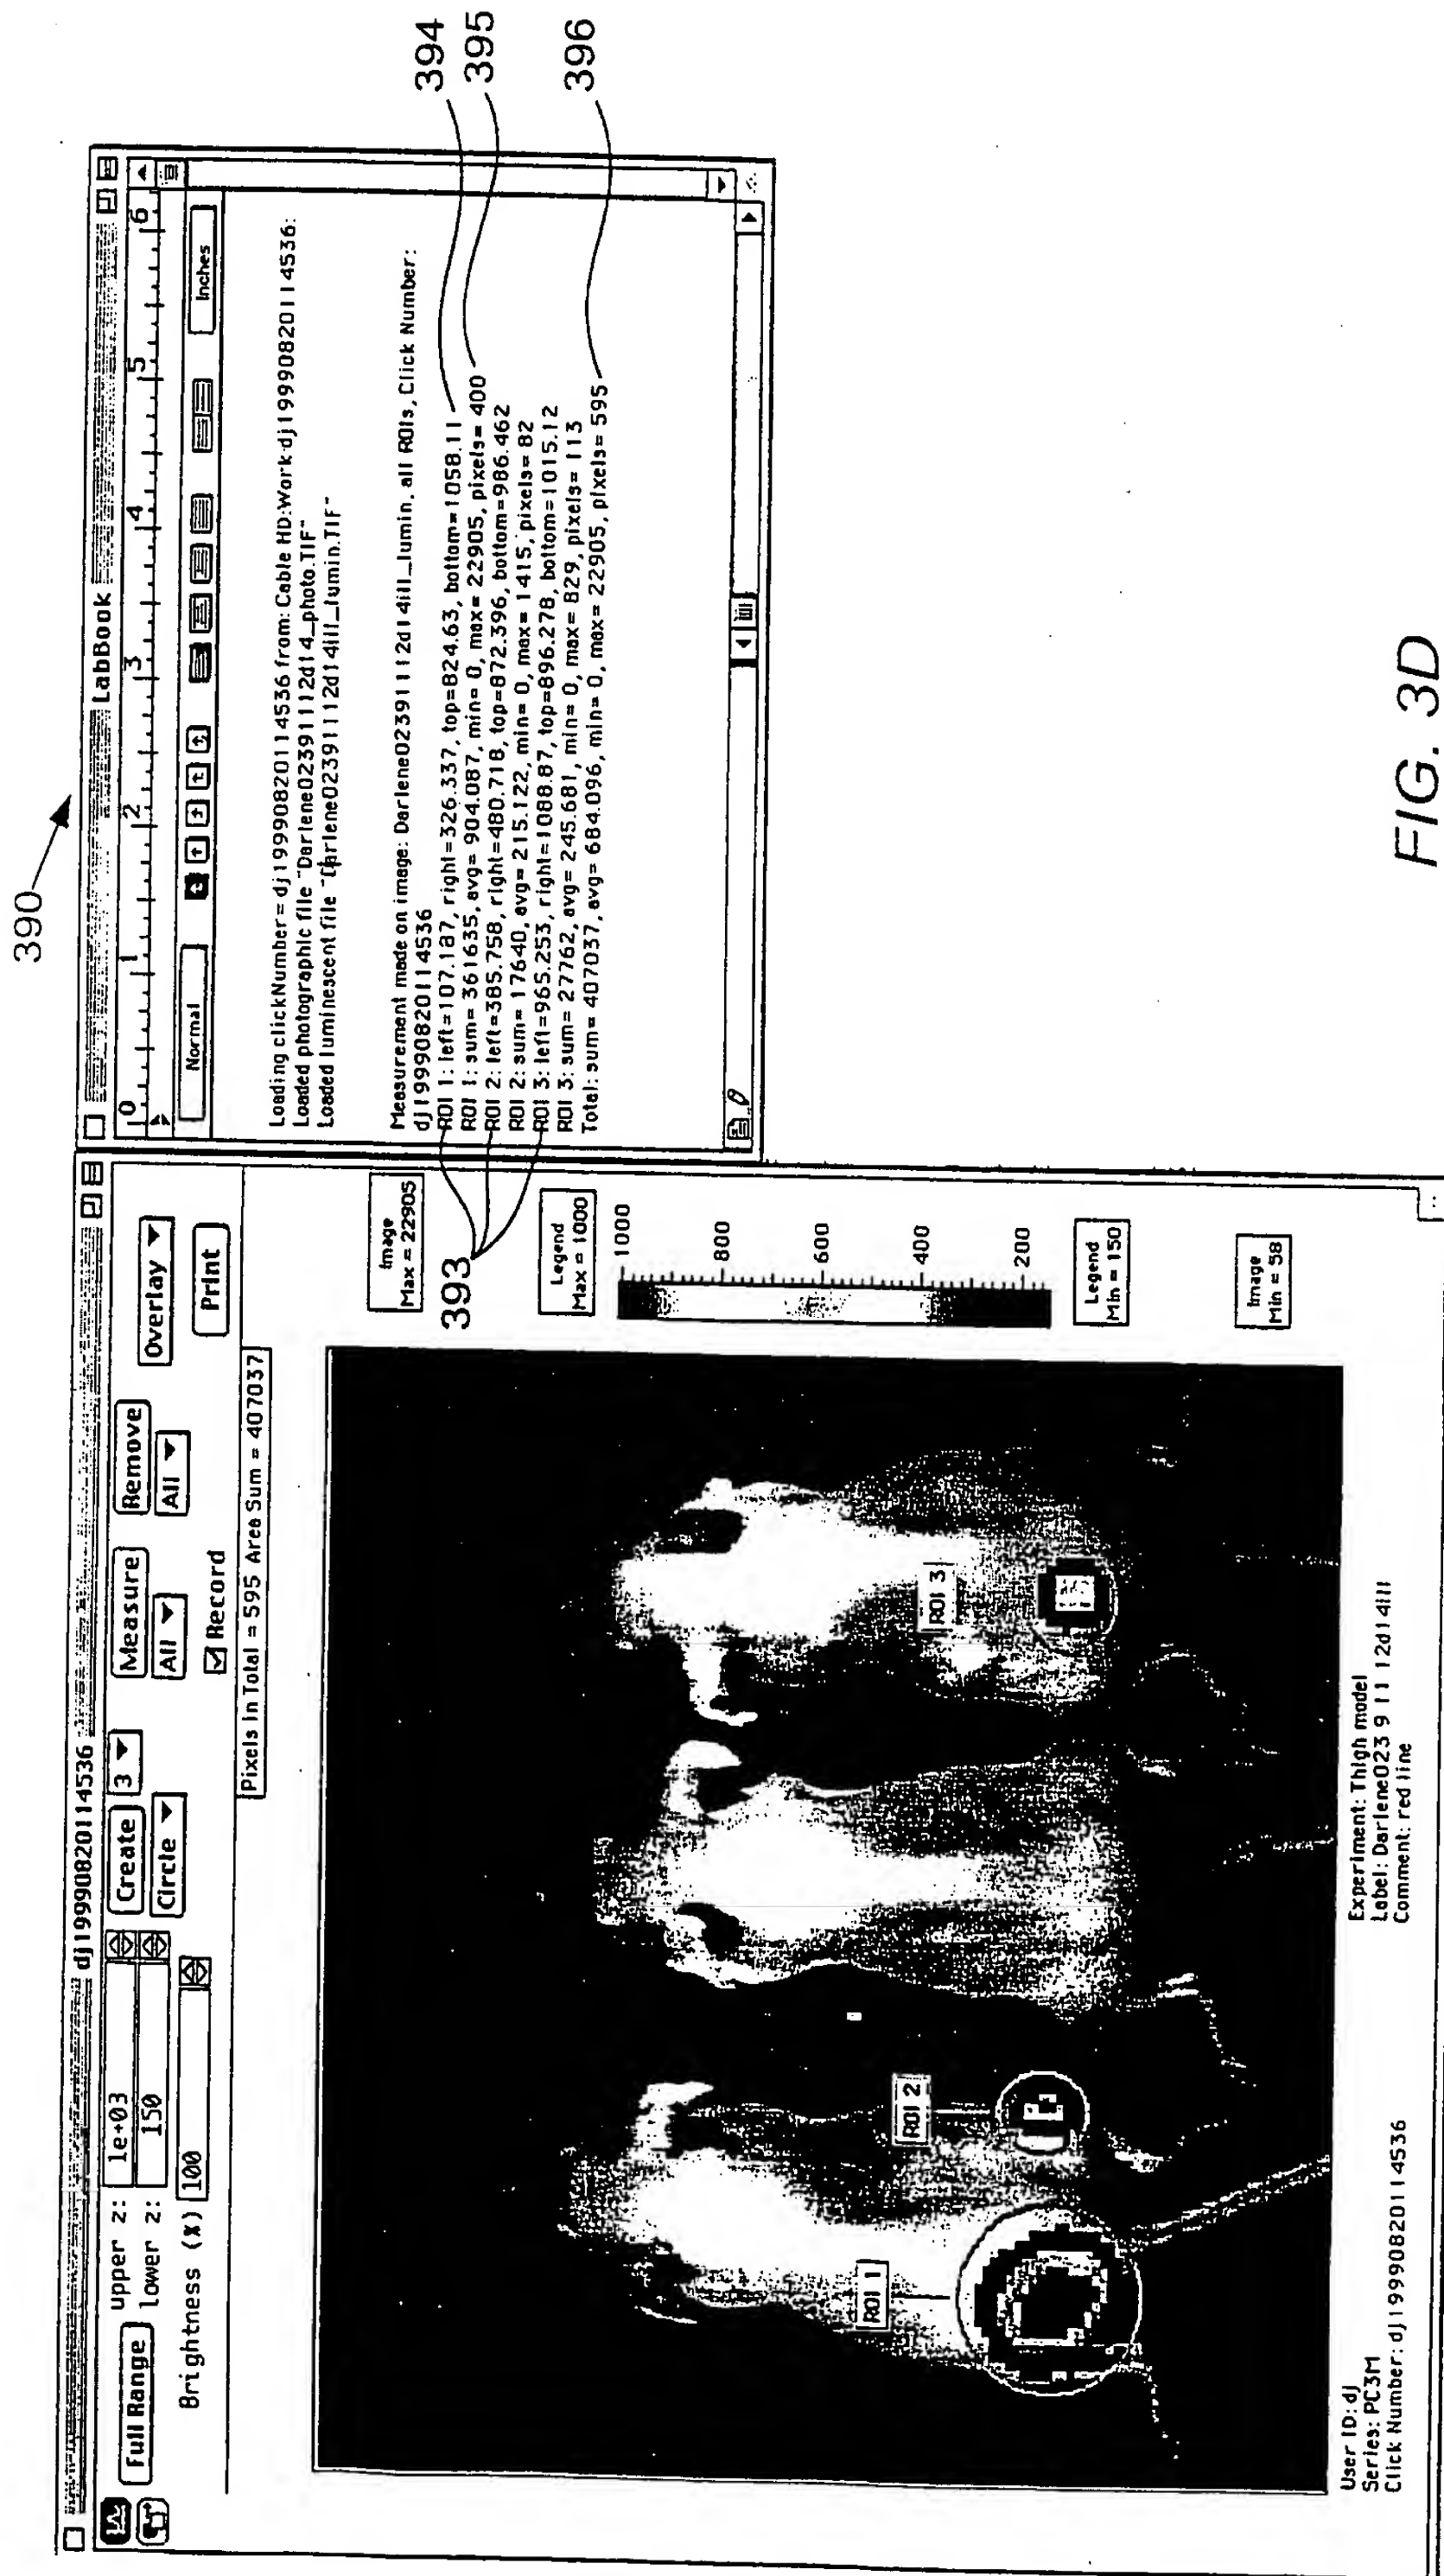 390
dj19990820114536
Full Range
upper z: 1e+03
lower z: 150
Brightness (%) 100
Create 3
Circle
Measure
All
Record
Remove
All
Overlay
Print
Pixels in Total = 595 Area Sum = 407037
Image
Max = 22905
393
Legend
Max = 1000
1000
800
600
400
200
Legend
Min = 150
Image
Min = 58
ROI 1
ROI 2
ROI 3
User ID: dj
Series: PC3M
Click Number: dj19990820114536
Experiment: Thigh model
Label: Darlene023 9 11 12d14ill
Comment: red line
LabBook
0 1 2 3 4 5 6
Normal
Inches
Loading clickNumber= dj19990820114536 from: Cable HD:Work:dj19990820114536:
Loaded photographic file "Darlene02391112d14_photo.TIF"
Loaded luminescent file "Darlene02391112d14ill_lumin.TIF"
Measurement made on image: Darlene02391112d14ill_lumin, all ROIs, Click Number:
dj19990820114536
ROI 1: left=107.187, right=326.337, top=824.63, bottom=1058.11
ROI 1: sum= 361635, avg= 904.087, min= 0, max= 22905, pixels= 400
ROI 2: left=385.758, right=480.718, top=872.396, bottom=986.462
ROI 2: sum= 17640, avg= 215.122, min= 0, max= 1415, pixels= 82
ROI 3: left=965.253, right=1088.87, top=896.278, bottom=1015.12
ROI 3: sum= 27762, avg= 245.681, min= 0, max= 829, pixels= 113
Total: sum= 407037, avg= 684.096, min= 0, max= 22905, pixels= 595
394
395
396
FIG. 3D